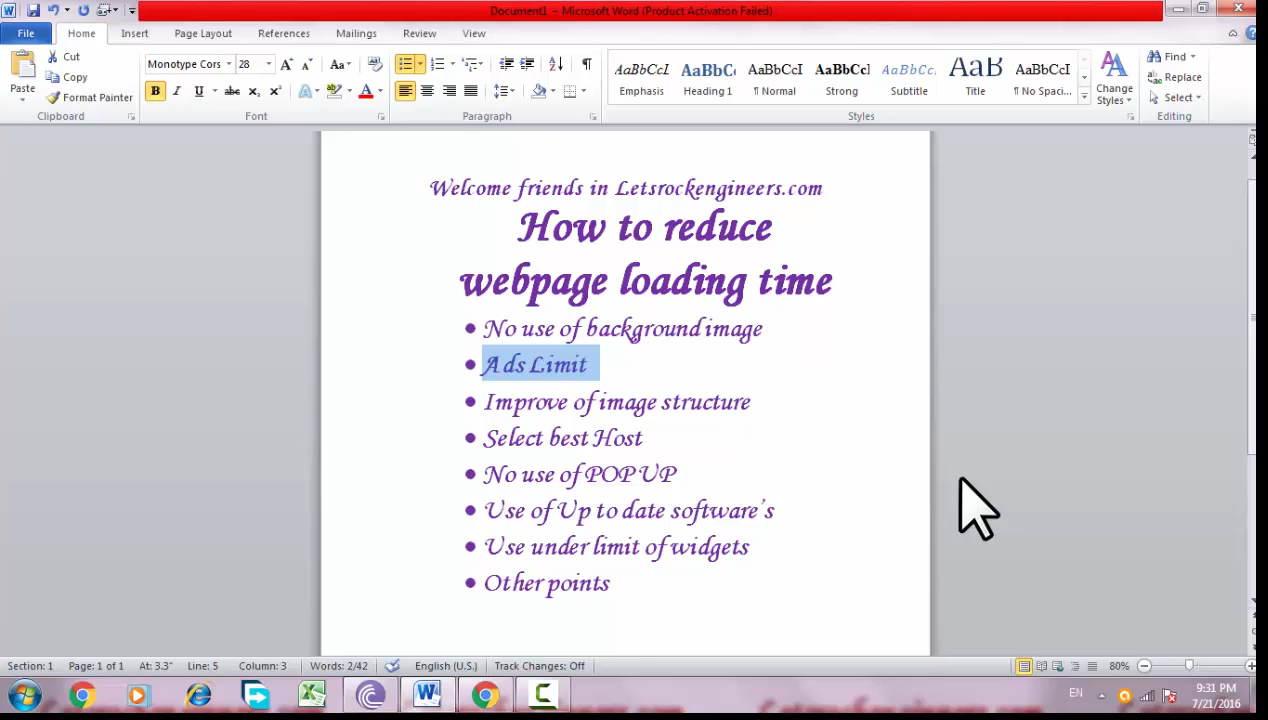 Document1 – Microsoft Word (Product Activation Failed)
File Home Insert Page Layout References Mailings Review View
Paste
Cut
Copy
Format Painter
Clipboard
Monotype Cors 28
Font
Paragraph
AaBbCcI AaBbC AaBbCcI AaBbCcI AaBbCc. AaB AaBbCcI
Emphasis Heading 1 ¶ Normal Strong Subtitle Title ¶ No Spaci...
Change Styles
Styles
Find
Replace
Select
Editing
Welcome friends in Letsrockengineers.com
How to reduce
webpage loading time
• No use of background image
• Ads Limit
• Improve of image structure
• Select best Host
• No use of POP UP
• Use of Up to date software's
• Use under limit of widgets
• Other points
Section: 1 Page: 1 of 1 At: 3.3" Line: 5 Column: 3 Words: 2/42 English (U.S.) Track Changes: Off 80%
EN 9:31 PM
7/21/2016